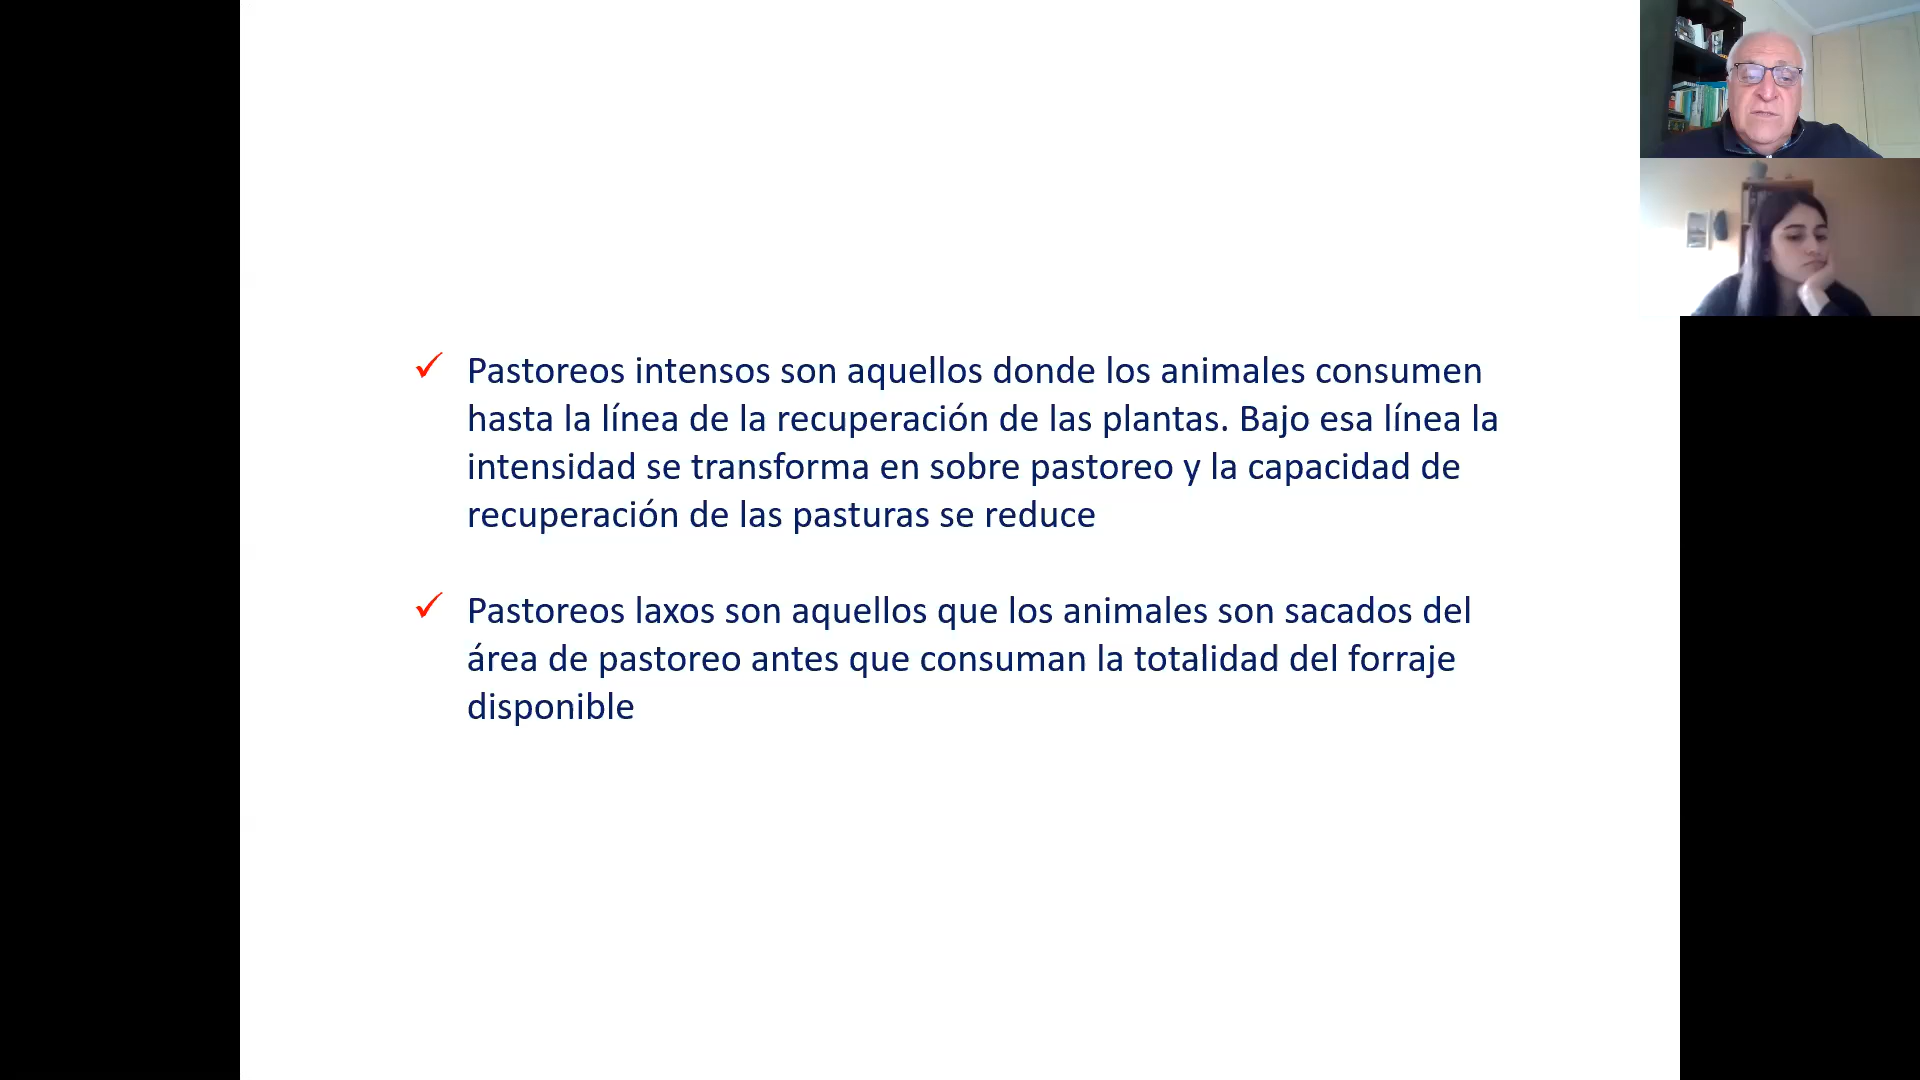 Pastoreos intensos son aquellos donde los animales consumen
hasta la línea de la recuperación de las plantas. Bajo esa línea la
intensidad se transforma en sobre pastoreo y la capacidad de
recuperación de las pasturas se reduce
Pastoreos laxos son aquellos que los animales son sacados del
área de pastoreo antes que consuman la totalidad del forraje
disponible